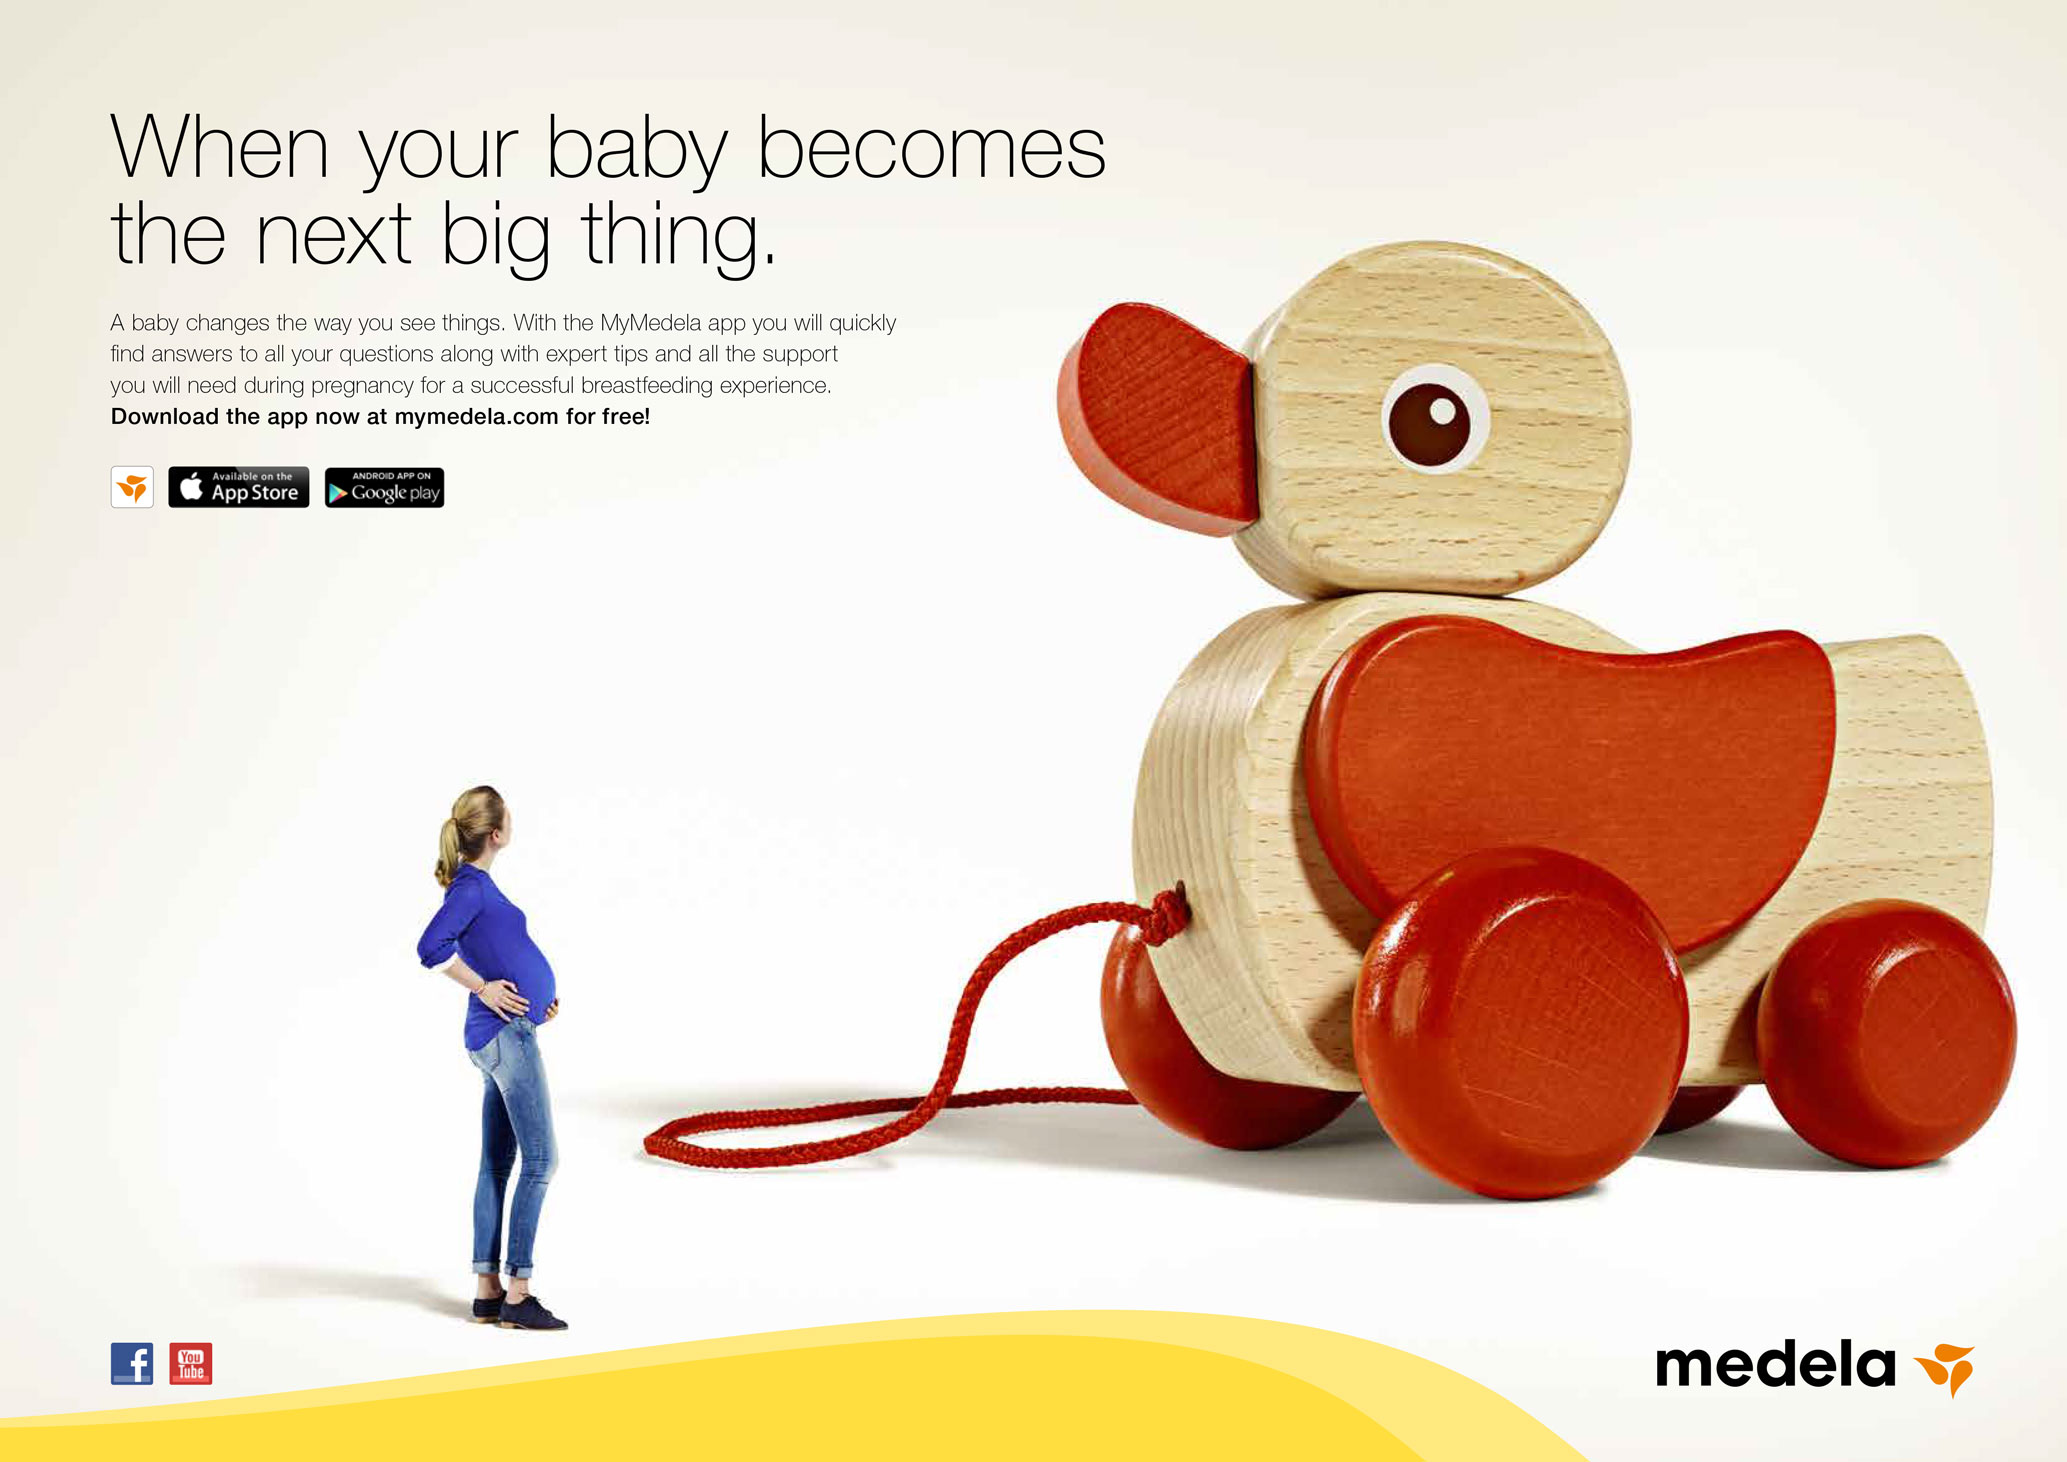 When your baby becomes
the next big thing.
A baby changes the way you see things. With the MyMedela app you will quickly
find answers to all your questions along with expert tips and all the support
you will need during pregnancy for a successful breastfeeding experience.
Download the app now at mymedela.com for free!
Available on the
App Store
ANDROID APP ON
Google play
f
You
Tube
medela